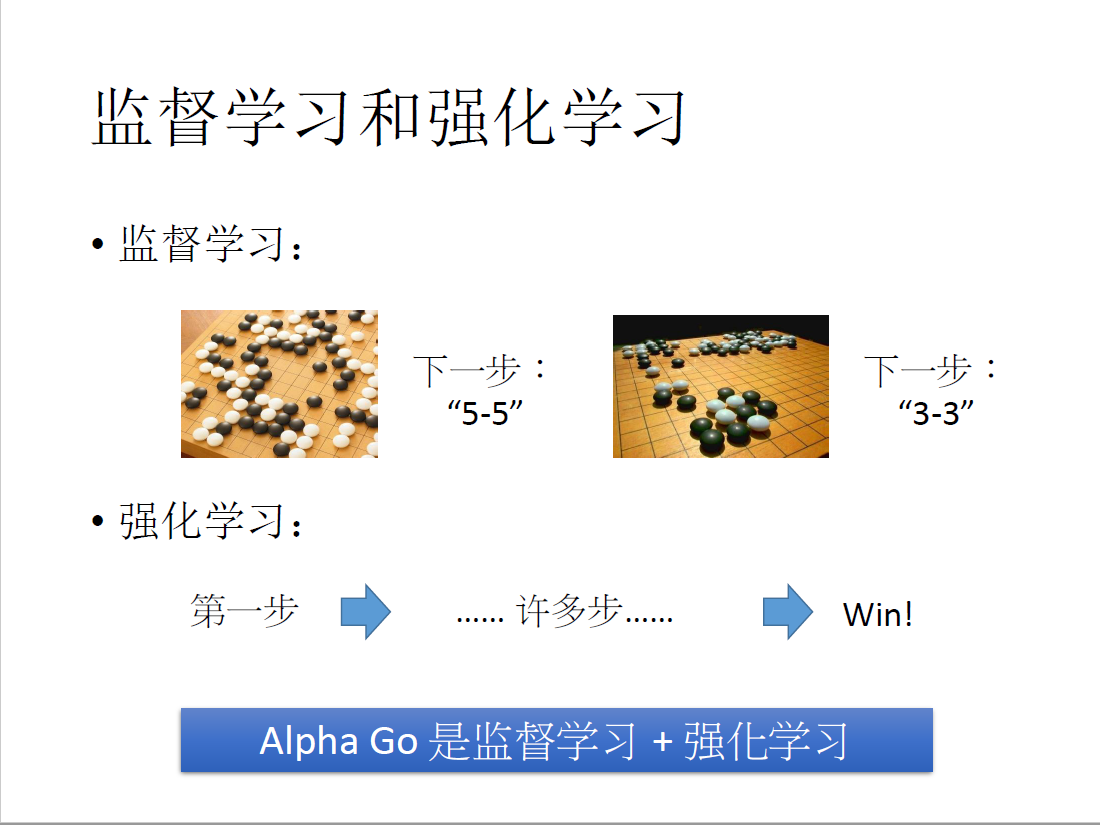 监督学习和强化学习
• 监督学习：
下一步：
“5-5”
下一步：
“3-3”
• 强化学习：
第一步
…… 许多步……
Win!
Alpha Go 是监督学习 + 强化学习